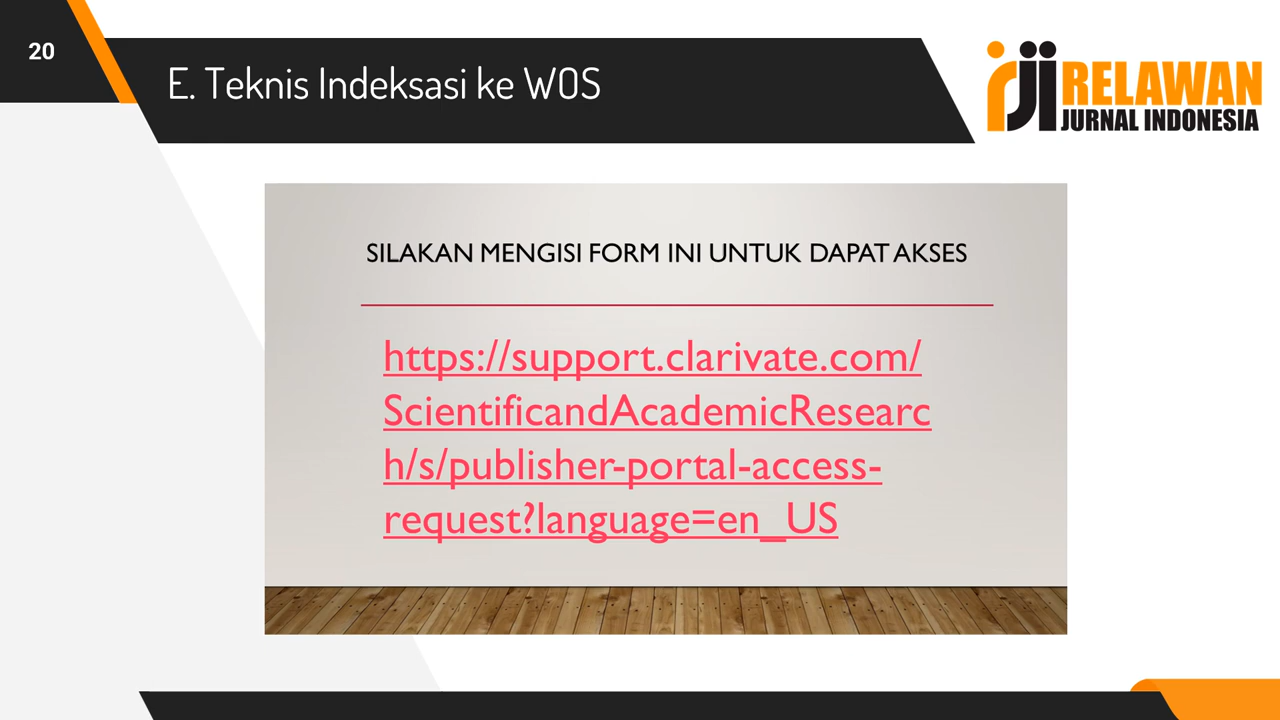 20
E. Teknis Indeksasi ke WOS
RELAWAN
JURNAL INDONESIA
SILAKAN MENGISI FORM INI UNTUK DAPAT AKSES
https://support.clarivate.com/
ScientificandAcademicResearc
h/s/publisher-portal-access-
request?language=en_US